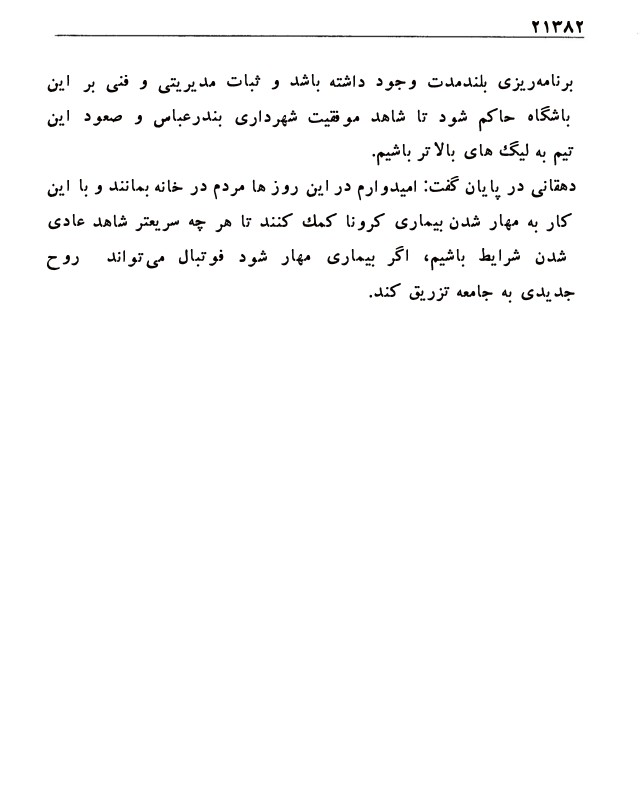 ۲۱۳۸۲
برنامه‌ریزی بلندمدت وجود داشته باشد و ثبات مدیریتی و فنی بر این
باشگاه حاکم شود تا شاهد موفقیت شهرداری بندرعباس و صعود این
تیم به لیگ های بالا تر باشیم.
دهقانی در پایان گفت: امیدوارم در این روز ها مردم در خانه بمانند و با این
کار به مهار شدن بیماری کرونا کمک کنند تا هر چه سریعتر شاهد عادی
شدن شرایط باشیم، اگر بیماری مهار شود فوتبال می‌تواند روح
جدیدی به جامعه تزریق کند.